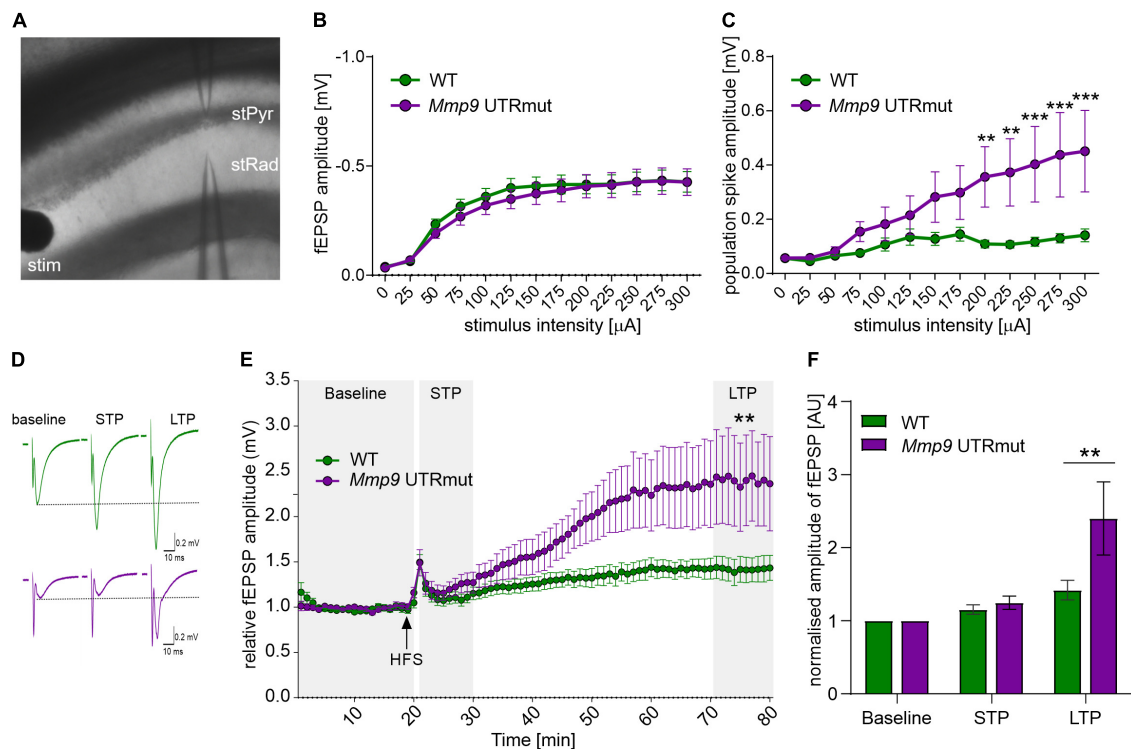 A
stPyr
stRad
stim
B
fEPSP amplitude [mV]
-1.0
-0.5
0.0
WT
Mmp9 UTRmut
0 25 50 75 100 125 150 175 200 225 250 275 300
stimulus intensity [μA]
C
population spike amplitude [mV]
0.8
0.6
0.4
0.2
0.0
WT
Mmp9 UTRmut
** ** *** *** ***
0 25 50 75 100 125 150 175 200 225 250 275 300
stimulus intensity [μA]
D
baseline STP LTP
0.2 mV
10 ms
0.2 mV
10 ms
E
relative fEPSP amplitude (mV)
3.5
3.0
2.5
2.0
1.5
1.0
0.5
0.0
Baseline STP LTP
**
WT
Mmp9 UTRmut
HFS
10 20 30 40 50 60 70 80
Time [min]
F
normalised amplitude of fEPSP [AU]
4
3
2
1
0
WT
Mmp9 UTRmut
**
Baseline STP LTP